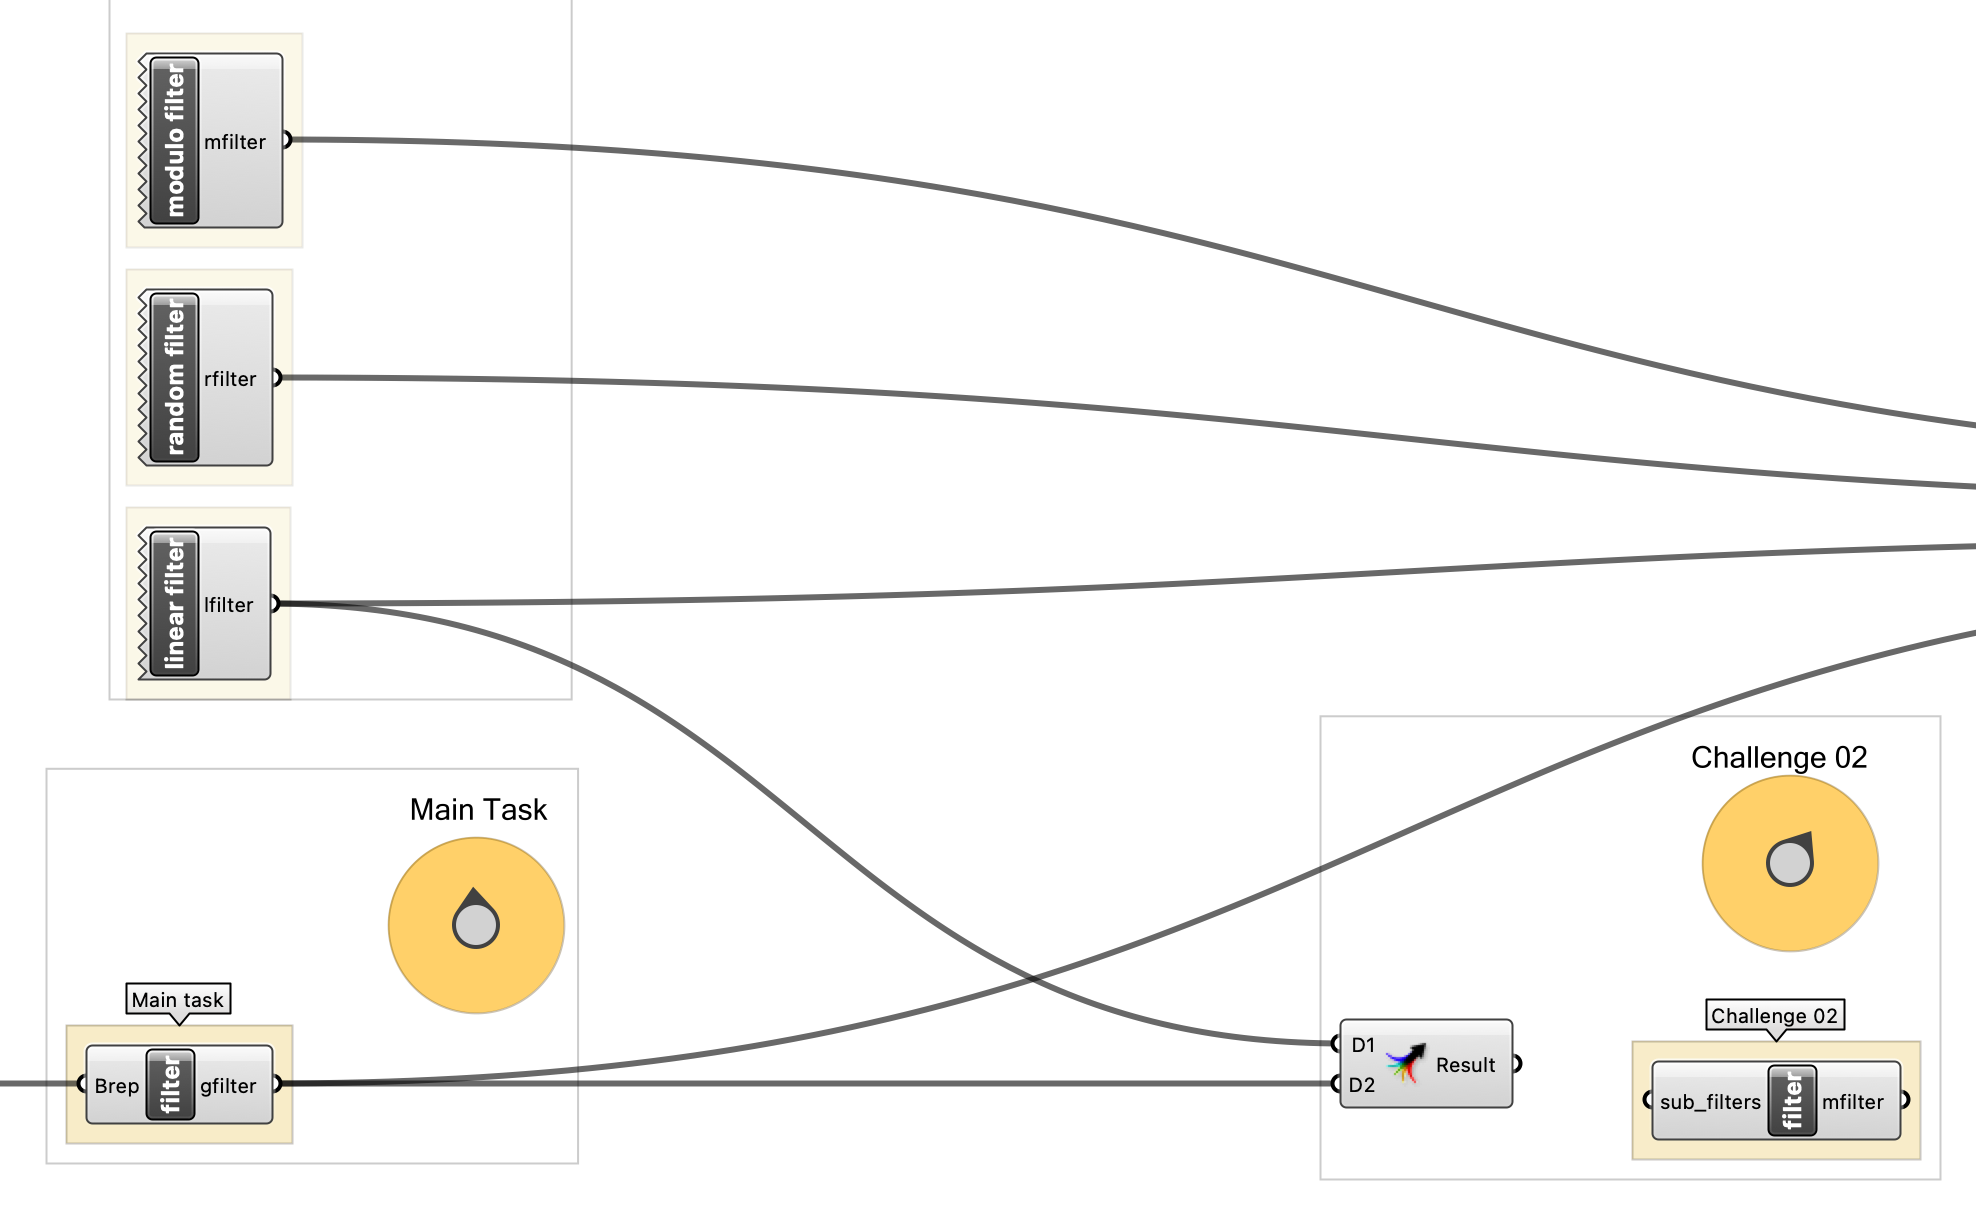 modulo filter
mfilter
random filter
rfilter
linear filter
lfilter
Main Task
Main task
Brep
filter
gfilter
Challenge 02
D1
D2
Result
Challenge 02
sub_filters
filter
mfilter